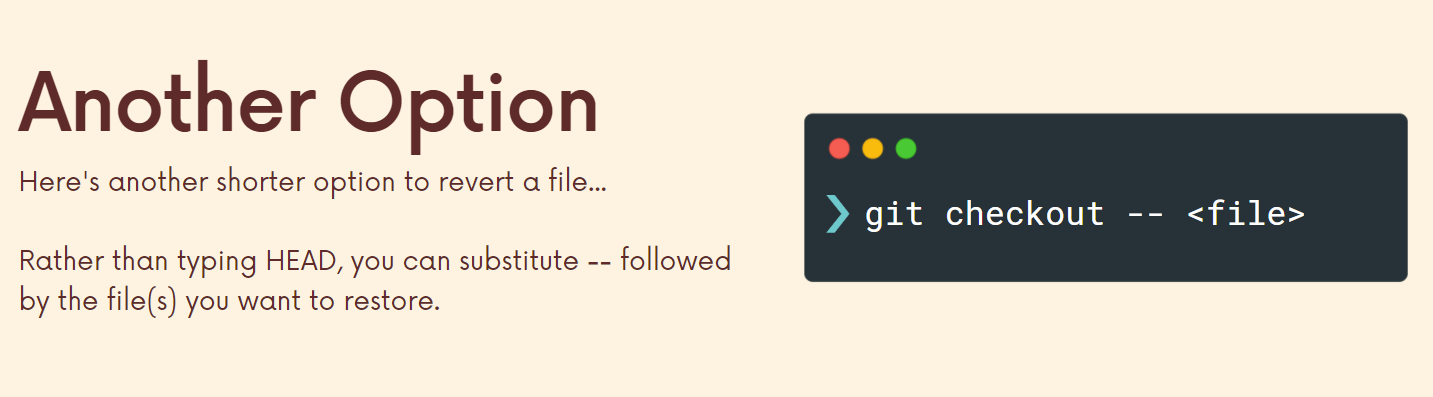 Another Option
Here's another shorter option to revert a file...
Rather than typing HEAD, you can substitute -- followed
by the file(s) you want to restore.
❯ git checkout -- <file>